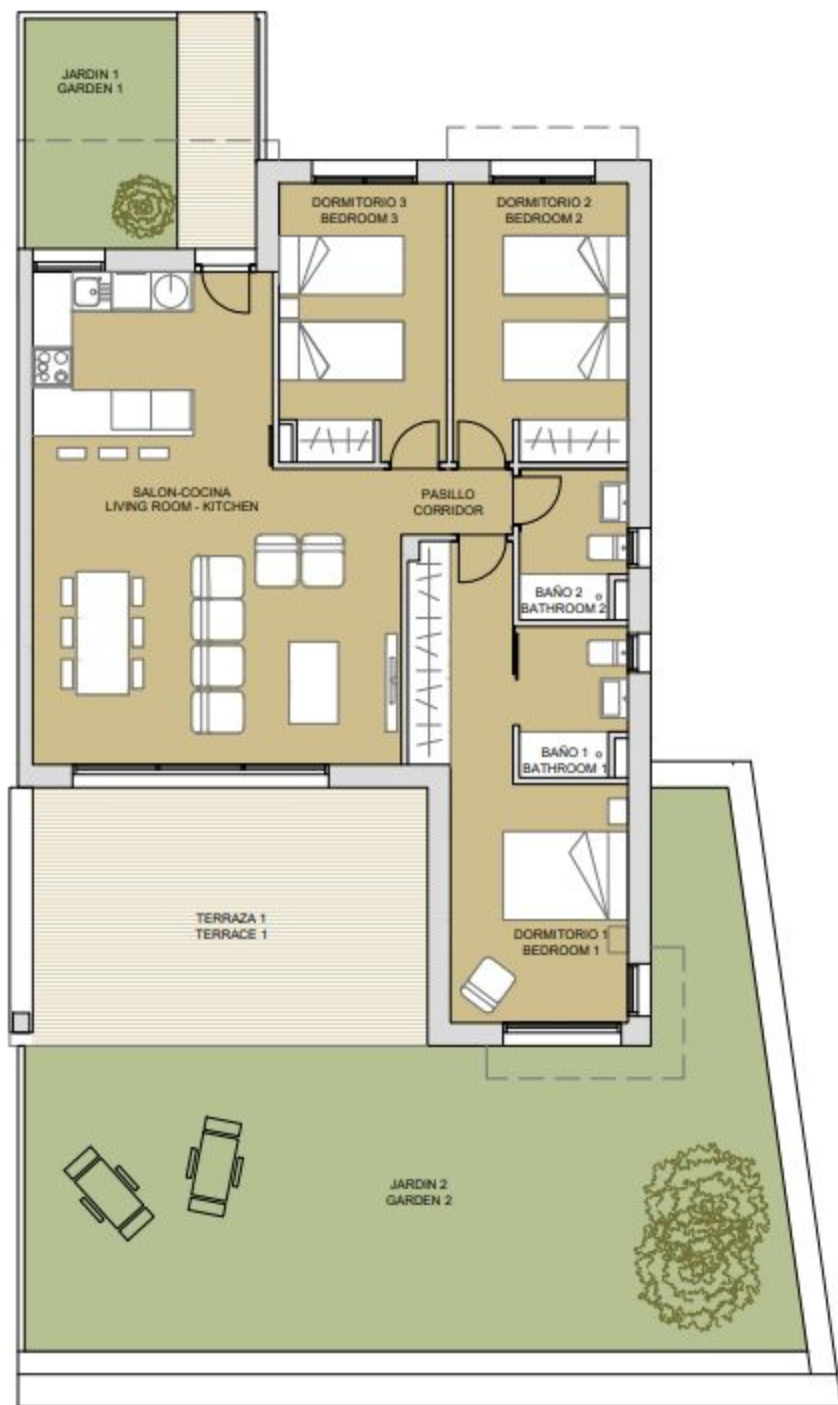 JARDIN 1
GARDEN 1
DORMITORIO 3
BEDROOM 3
DORMITORIO 2
BEDROOM 2
SALON-COCINA
LIVING ROOM - KITCHEN
PASILLO
CORRIDOR
BAÑO 2
BATHROOM 2
BAÑO 1
BATHROOM 1
TERRAZA 1
TERRACE 1
DORMITORIO 1
BEDROOM 1
JARDIN 2
GARDEN 2